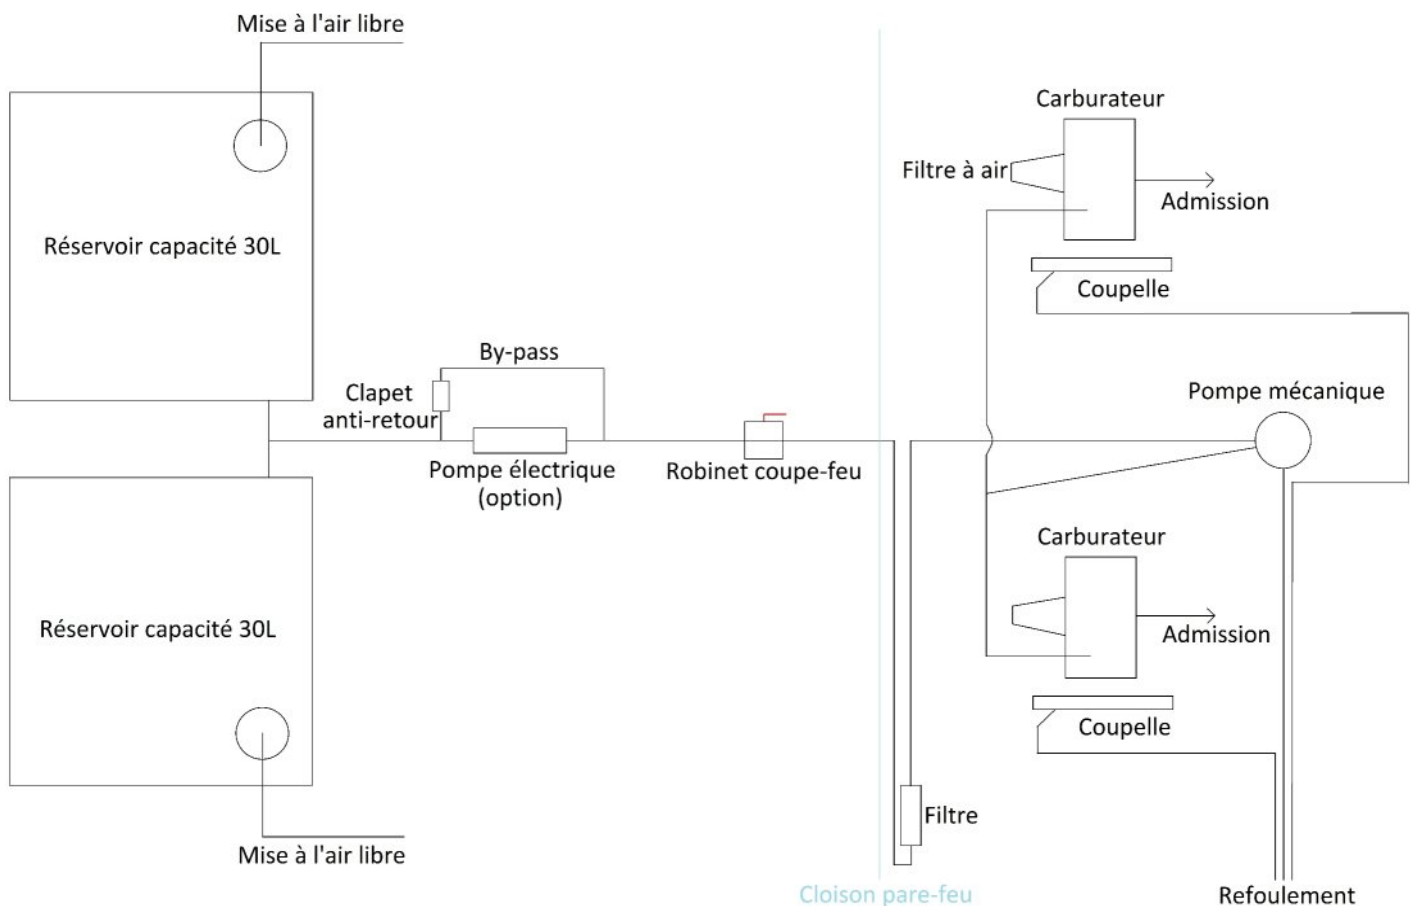 Mise à l'air libre
Carburateur
Filtre à air
Admission
Réservoir capacité 30L
Coupelle
By-pass
Clapet
anti-retour
Pompe mécanique
Pompe électrique
(option)
Robinet coupe-feu
Carburateur
Réservoir capacité 30L
Admission
Coupelle
Filtre
Mise à l'air libre
Cloison pare-feu
Refoulement